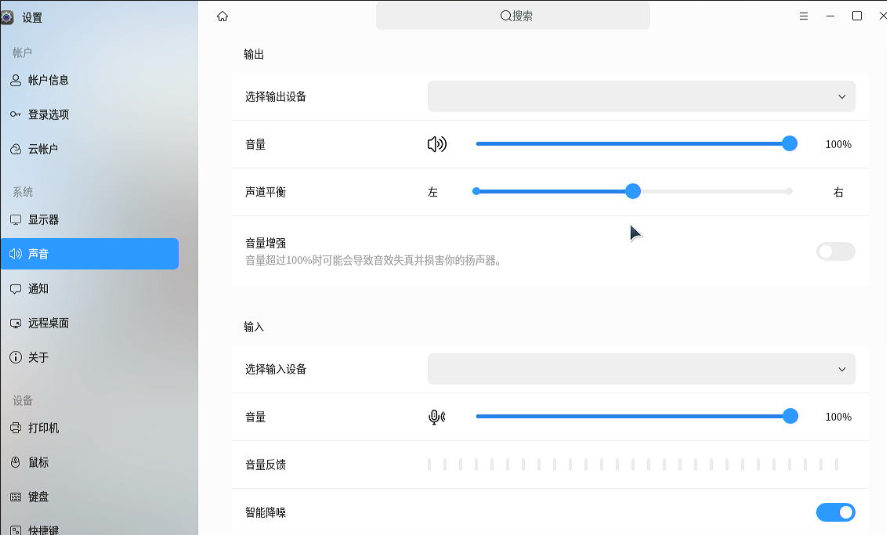 设置
搜索
帐户
帐户信息
登录选项
云帐户
系统
显示器
声音
通知
远程桌面
关于
设备
打印机
鼠标
键盘
快捷键
输出
选择输出设备
音量
100%
声道平衡
左
右
音量增强
音量超过100%时可能会导致音效失真并损害你的扬声器。
输入
选择输入设备
音量
100%
音量反馈
智能降噪